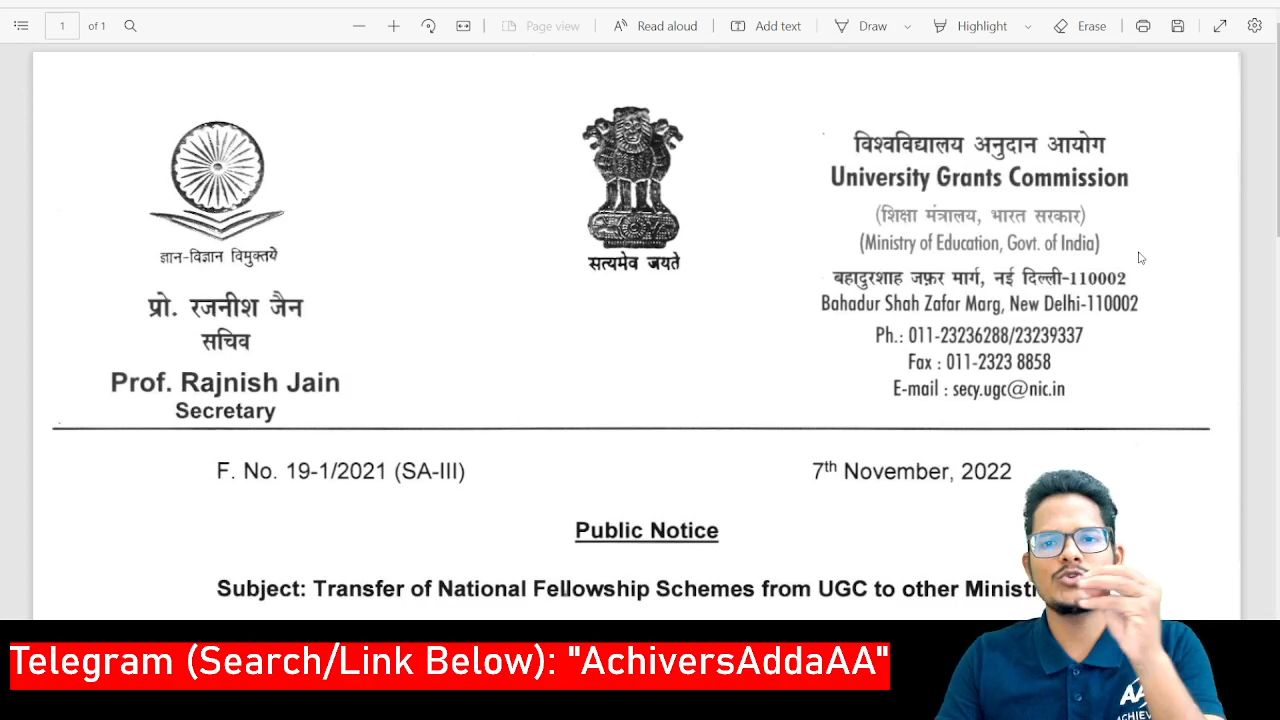 1 of 1
Page view
Read aloud
Add text
Draw
Highlight
Erase
ज्ञान-विज्ञान विमुक्तये
प्रो. रजनीश जैन
सचिव
Prof. Rajnish Jain
Secretary
सत्यमेव जयते
विश्वविद्यालय अनुदान आयोग
University Grants Commission
(शिक्षा मंत्रालय, भारत सरकार)
(Ministry of Education, Govt. of India)
बहादुरशाह ज़फ़र मार्ग, नई दिल्ली-110002
Bahadur Shah Zafar Marg, New Delhi-110002
Ph.: 011-23236288/23239337
Fax : 011-2323 8858
E-mail : secy.ugc@nic.in
F. No. 19-1/2021 (SA-III)
7th November, 2022
Public Notice
Subject: Transfer of National Fellowship Schemes from UGC to other
Telegram (Search/Link Below): "AchiversAddaAA"